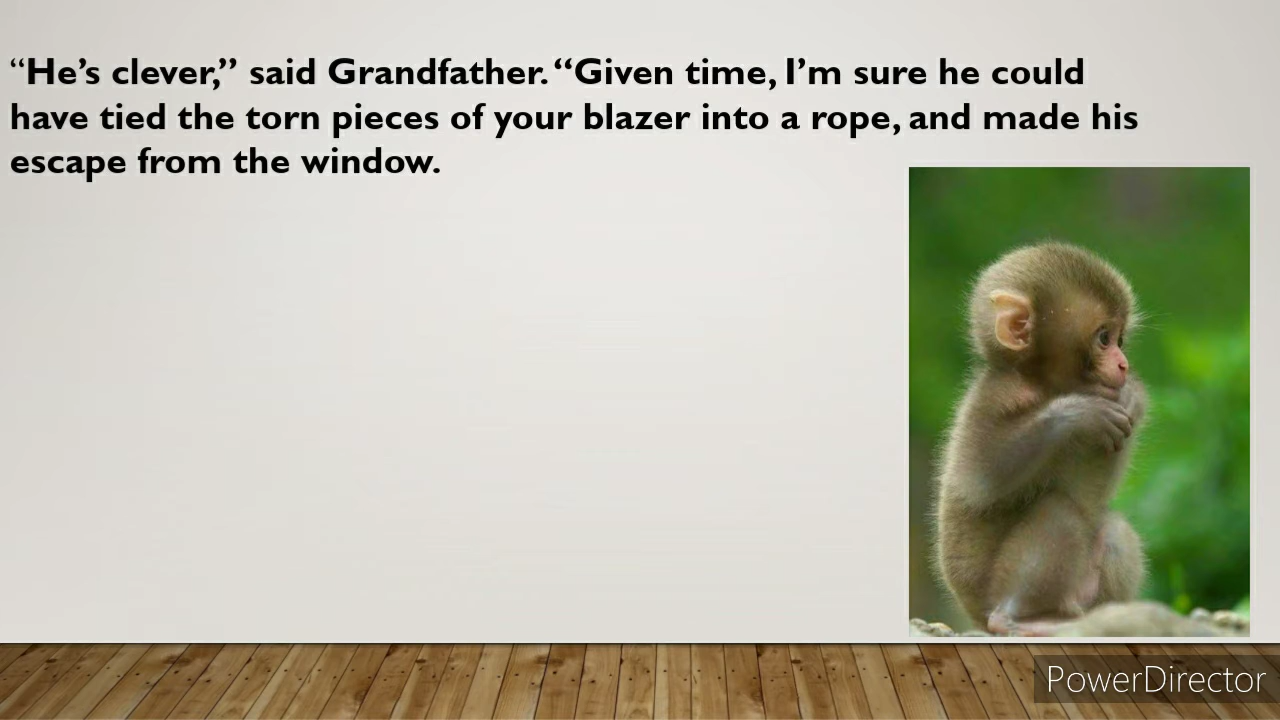 “He’s clever,” said Grandfather. “Given time, I’m sure he could
have tied the torn pieces of your blazer into a rope, and made his
escape from the window.
PowerDirector